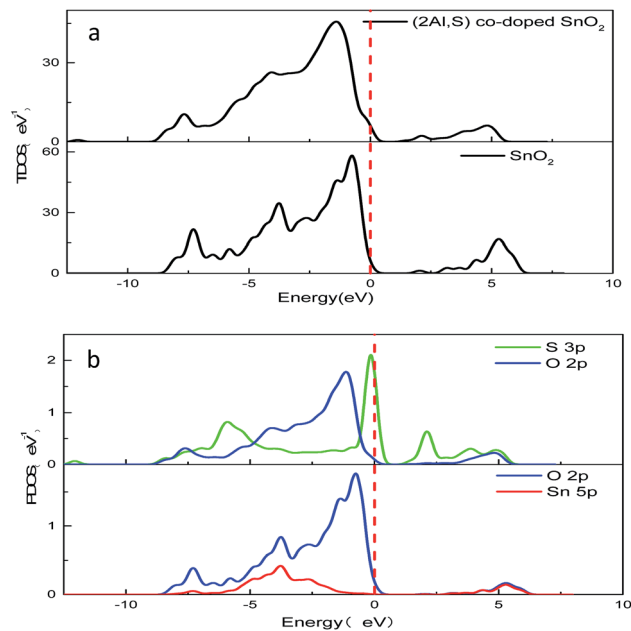 a
(2Al,S) co-doped SnO₂
30
0
TDOS( eV⁻¹)
60
SnO₂
30
0
-10
-5
0
5
10
Energy(eV)
b
S 3p
O 2p
2
1
0
PDOS( eV⁻¹)
O 2p
Sn 5p
1
0
-10
-5
0
5
10
Energy( eV)